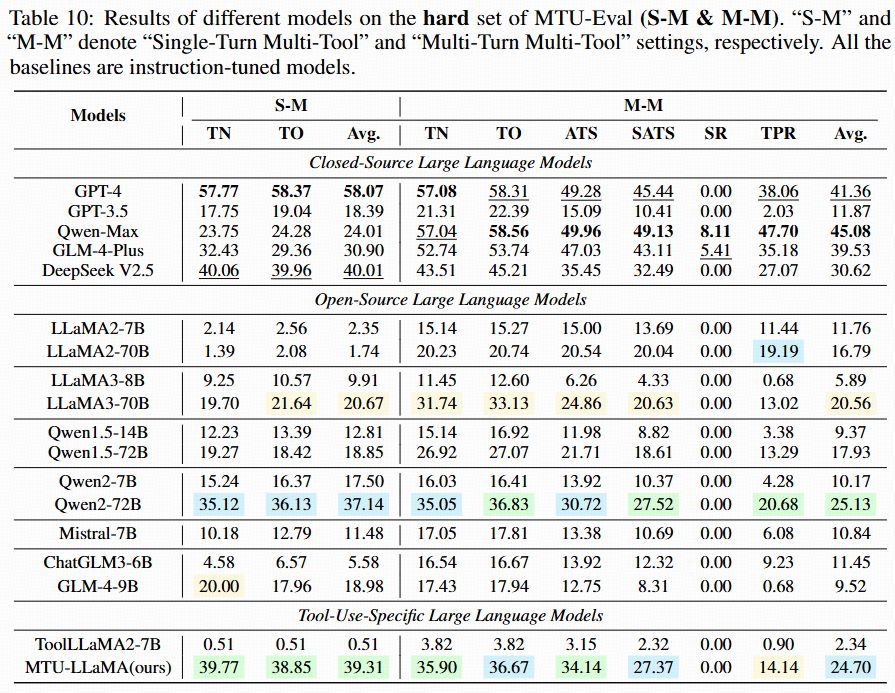 Table 10: Results of different models on the hard set of MTU-Eval (S-M & M-M). “S-M” and
“M-M” denote “Single-Turn Multi-Tool” and “Multi-Turn Multi-Tool” settings, respectively. All the
baselines are instruction-tuned models.
Models S-M M-M
TN TO Avg. TN TO ATS SATS SR TPR Avg.
Closed-Source Large Language Models
GPT-4 57.77 58.37 58.07 57.08 58.31 49.28 45.44 0.00 38.06 41.36
GPT-3.5 17.75 19.04 18.39 21.31 22.39 15.09 10.41 0.00 2.03 11.87
Qwen-Max 23.75 24.28 24.01 57.04 58.56 49.96 49.13 8.11 47.70 45.08
GLM-4-Plus 32.43 29.36 30.90 52.74 53.74 47.03 43.11 5.41 35.18 39.53
DeepSeek V2.5 40.06 39.96 40.01 43.51 45.21 35.45 32.49 0.00 27.07 30.62
Open-Source Large Language Models
LLaMA2-7B 2.14 2.56 2.35 15.14 15.27 15.00 13.69 0.00 11.44 11.76
LLaMA2-70B 1.39 2.08 1.74 20.23 20.74 20.54 20.04 0.00 19.19 16.79
LLaMA3-8B 9.25 10.57 9.91 11.45 12.60 6.26 4.33 0.00 0.68 5.89
LLaMA3-70B 19.70 21.64 20.67 31.74 33.13 24.86 20.63 0.00 13.02 20.56
Qwen1.5-14B 12.23 13.39 12.81 15.14 16.92 11.98 8.82 0.00 3.38 9.37
Qwen1.5-72B 19.27 18.42 18.85 26.92 27.07 21.71 18.61 0.00 13.29 17.93
Qwen2-7B 15.24 16.37 17.50 16.03 16.41 13.92 10.37 0.00 4.28 10.17
Qwen2-72B 35.12 36.13 37.14 35.05 36.83 30.72 27.52 0.00 20.68 25.13
Mistral-7B 10.18 12.79 11.48 17.05 17.81 13.38 10.69 0.00 6.08 10.84
ChatGLM3-6B 4.58 6.57 5.58 16.54 16.67 13.92 12.32 0.00 9.23 11.45
GLM-4-9B 20.00 17.96 18.98 17.43 17.94 12.75 8.31 0.00 0.68 9.52
Tool-Use-Specific Large Language Models
ToolLLaMA2-7B 0.51 0.51 0.51 3.82 3.82 3.15 2.32 0.00 0.90 2.34
MTU-LLaMA(ours) 39.77 38.85 39.31 35.90 36.67 34.14 27.37 0.00 14.14 24.70